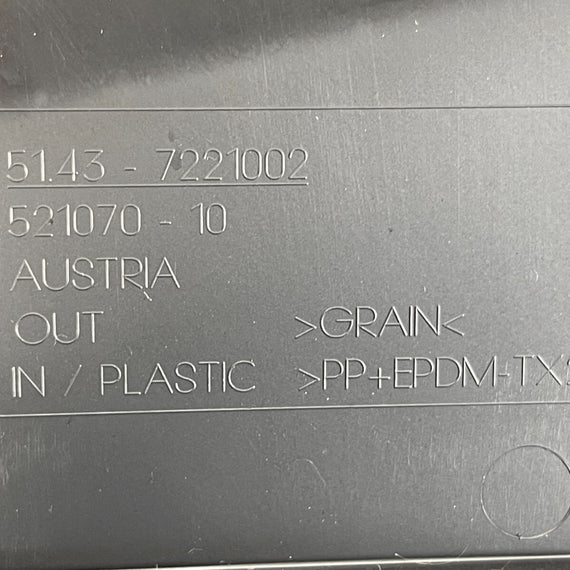 51.43 - 7221002
521070 - 10
AUSTRIA
OUT >GRAIN<
IN / PLASTIC >PP+EPDM-TX